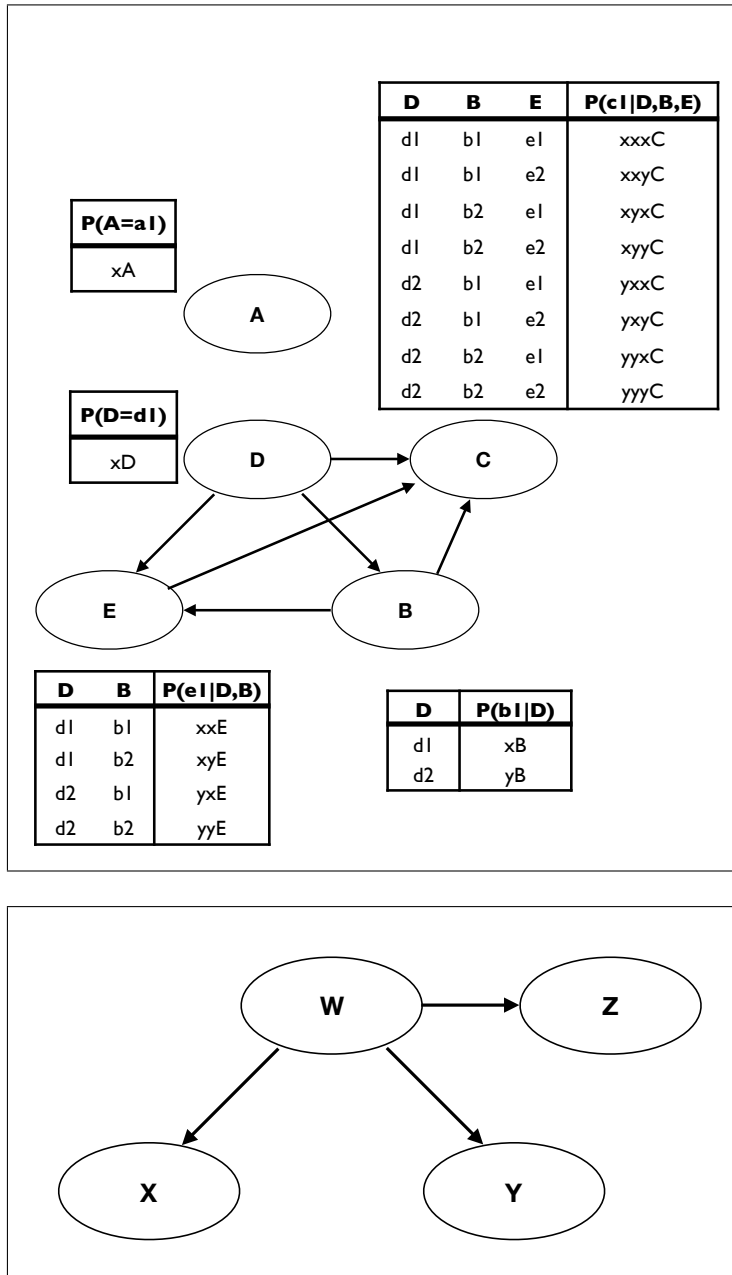 D B E P(c1|D,B,E)
d1 b1 e1 xxxC
d1 b1 e2 xxyC
d1 b2 e1 xyxC
d1 b2 e2 xyyC
d2 b1 e1 yxxC
d2 b1 e2 yxyC
d2 b2 e1 yyxC
d2 b2 e2 yyyC
P(A=a1)
xA
A
P(D=d1)
xD
D
C
E
B
D B P(e1|D,B)
d1 b1 xxE
d1 b2 xyE
d2 b1 yxE
d2 b2 yyE
D P(b1|D)
d1 xB
d2 yB
W
Z
X
Y